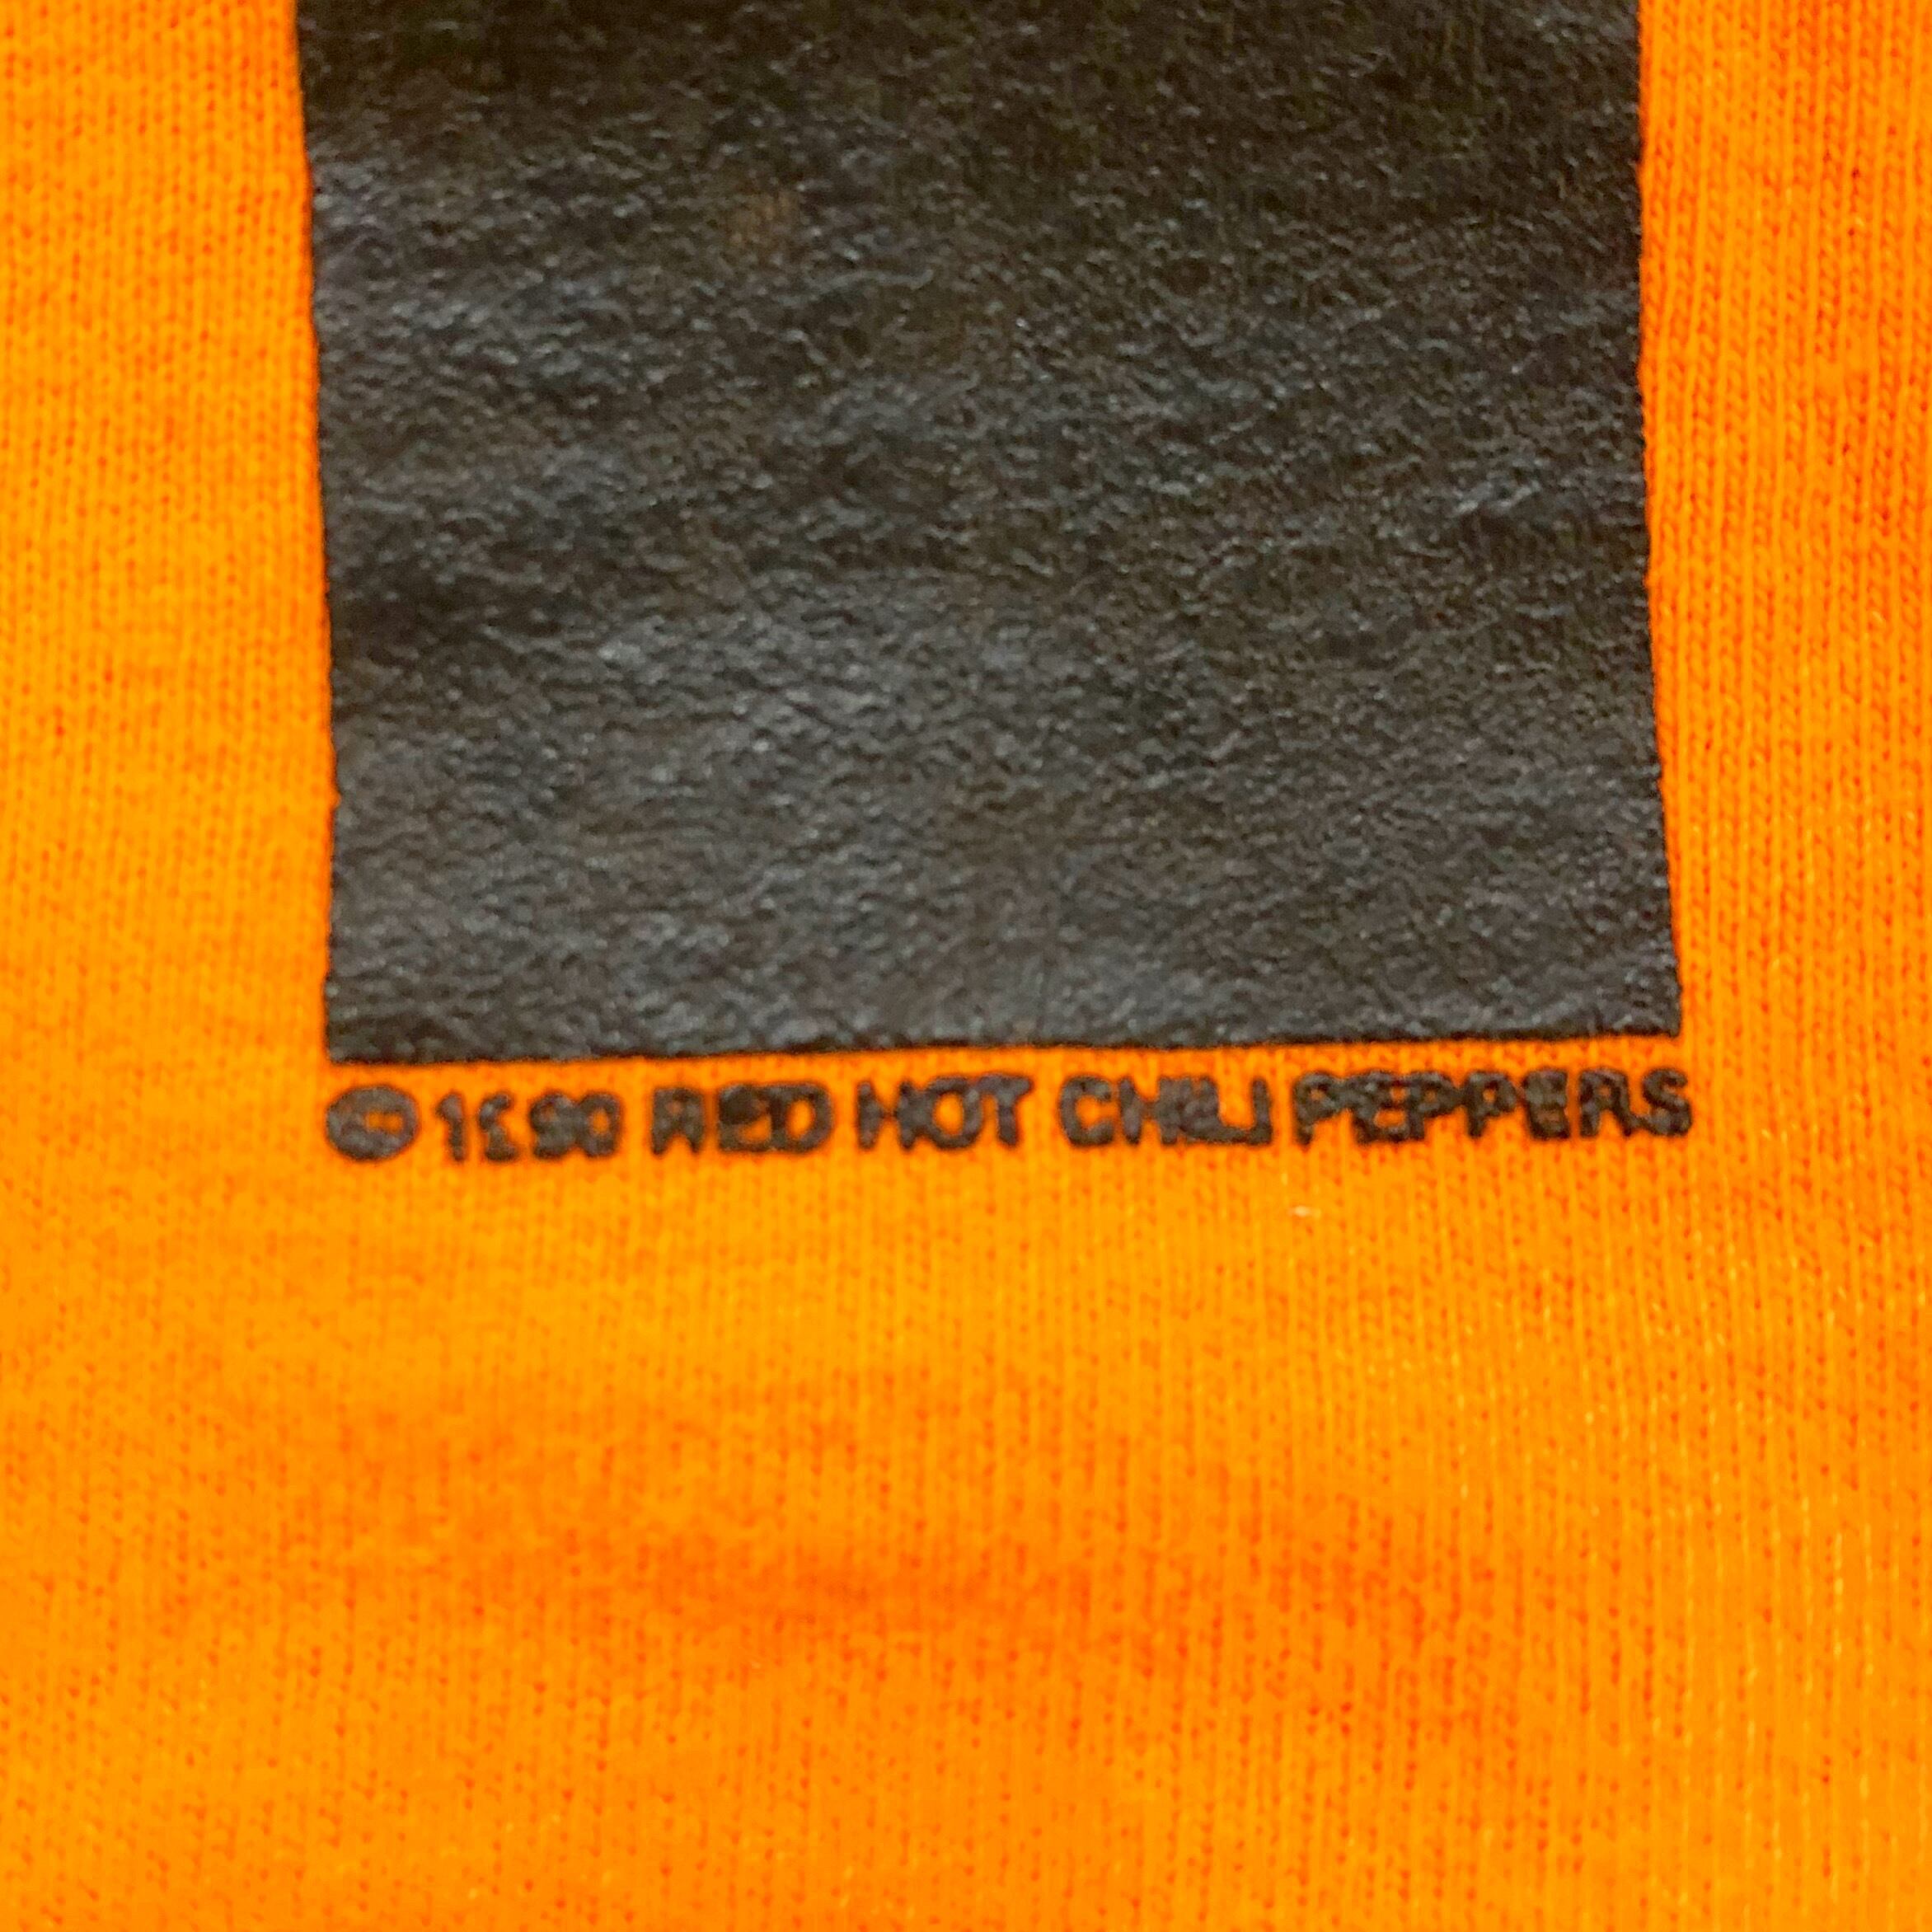 © 1990 RED HOT CHILI PEPPERS